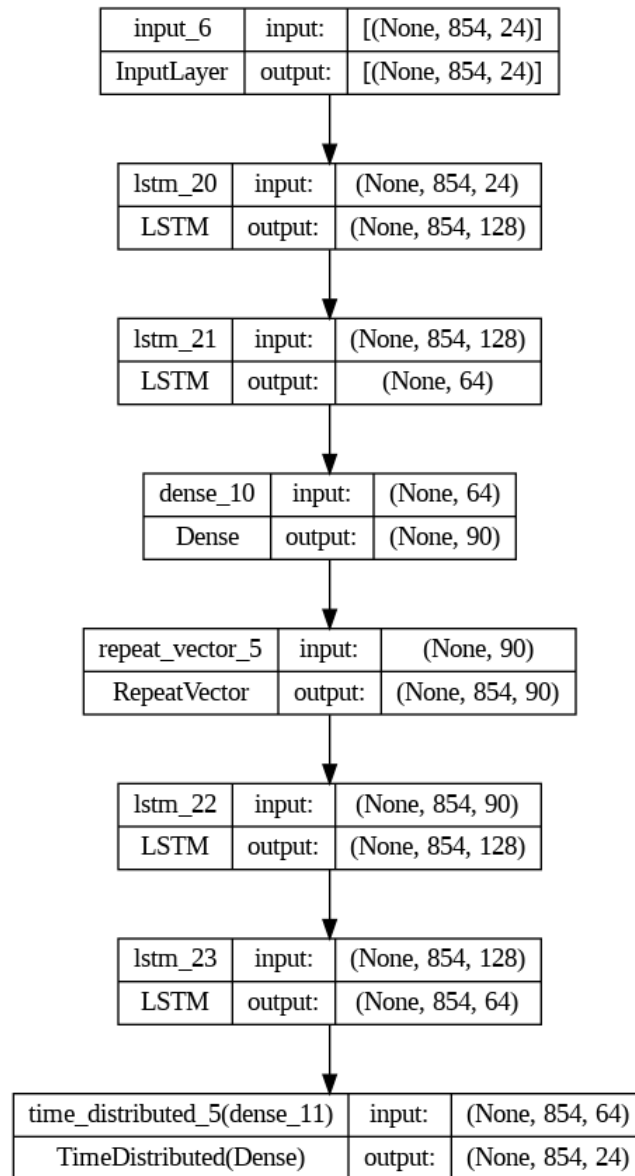 input_6 input: [(None, 854, 24)]
InputLayer output: [(None, 854, 24)]
lstm_20 input: (None, 854, 24)
LSTM output: (None, 854, 128)
lstm_21 input: (None, 854, 128)
LSTM output: (None, 64)
dense_10 input: (None, 64)
Dense output: (None, 90)
repeat_vector_5 input: (None, 90)
RepeatVector output: (None, 854, 90)
lstm_22 input: (None, 854, 90)
LSTM output: (None, 854, 128)
lstm_23 input: (None, 854, 128)
LSTM output: (None, 854, 64)
time_distributed_5(dense_11) input: (None, 854, 64)
TimeDistributed(Dense) output: (None, 854, 24)